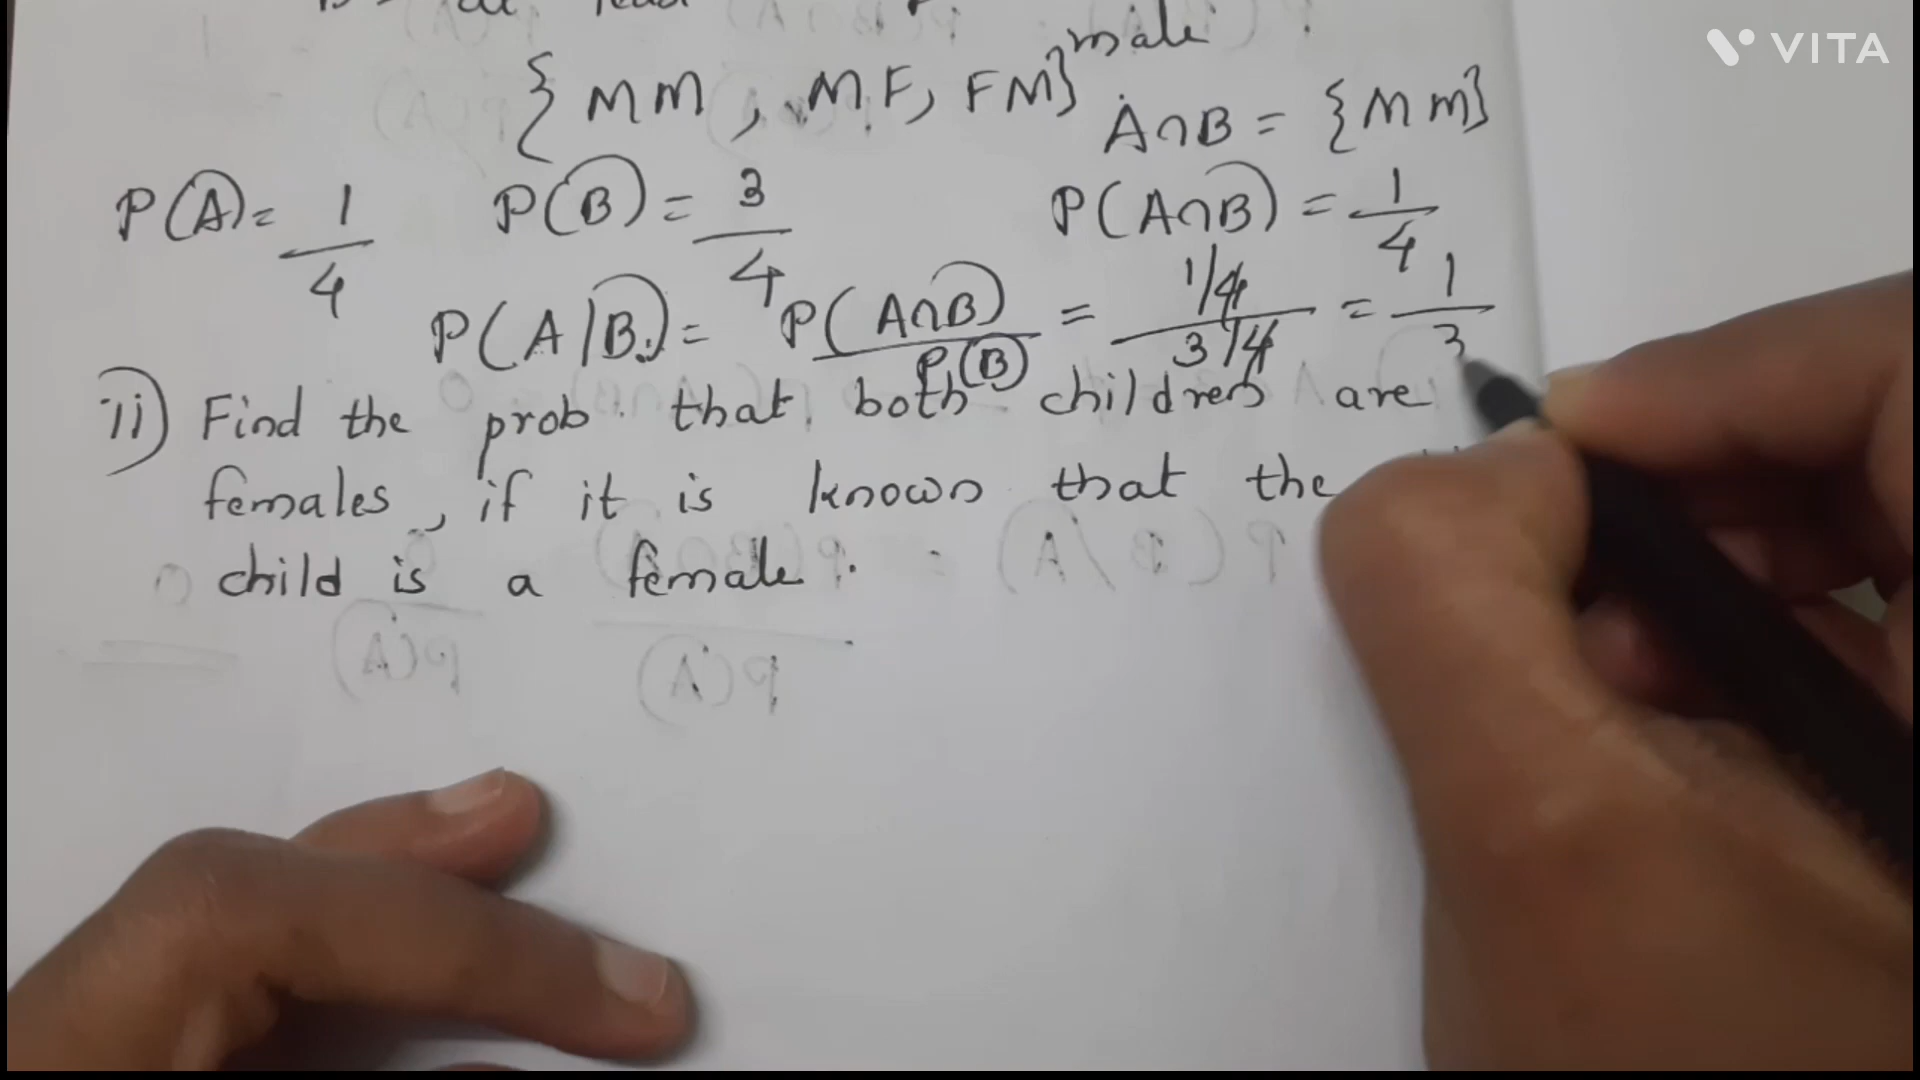 VITA
male
{ MM, MF, FM}
A∩B = {MM}
P(A) = 1/4 P(B) = 3/4 P(A∩B) = 1/4
P(A/B) = P(A∩B)/P(B) = 1/4 / 3/4 = 1/3
ii) Find the prob. that both children are
females, if it is known that the
child is a female.